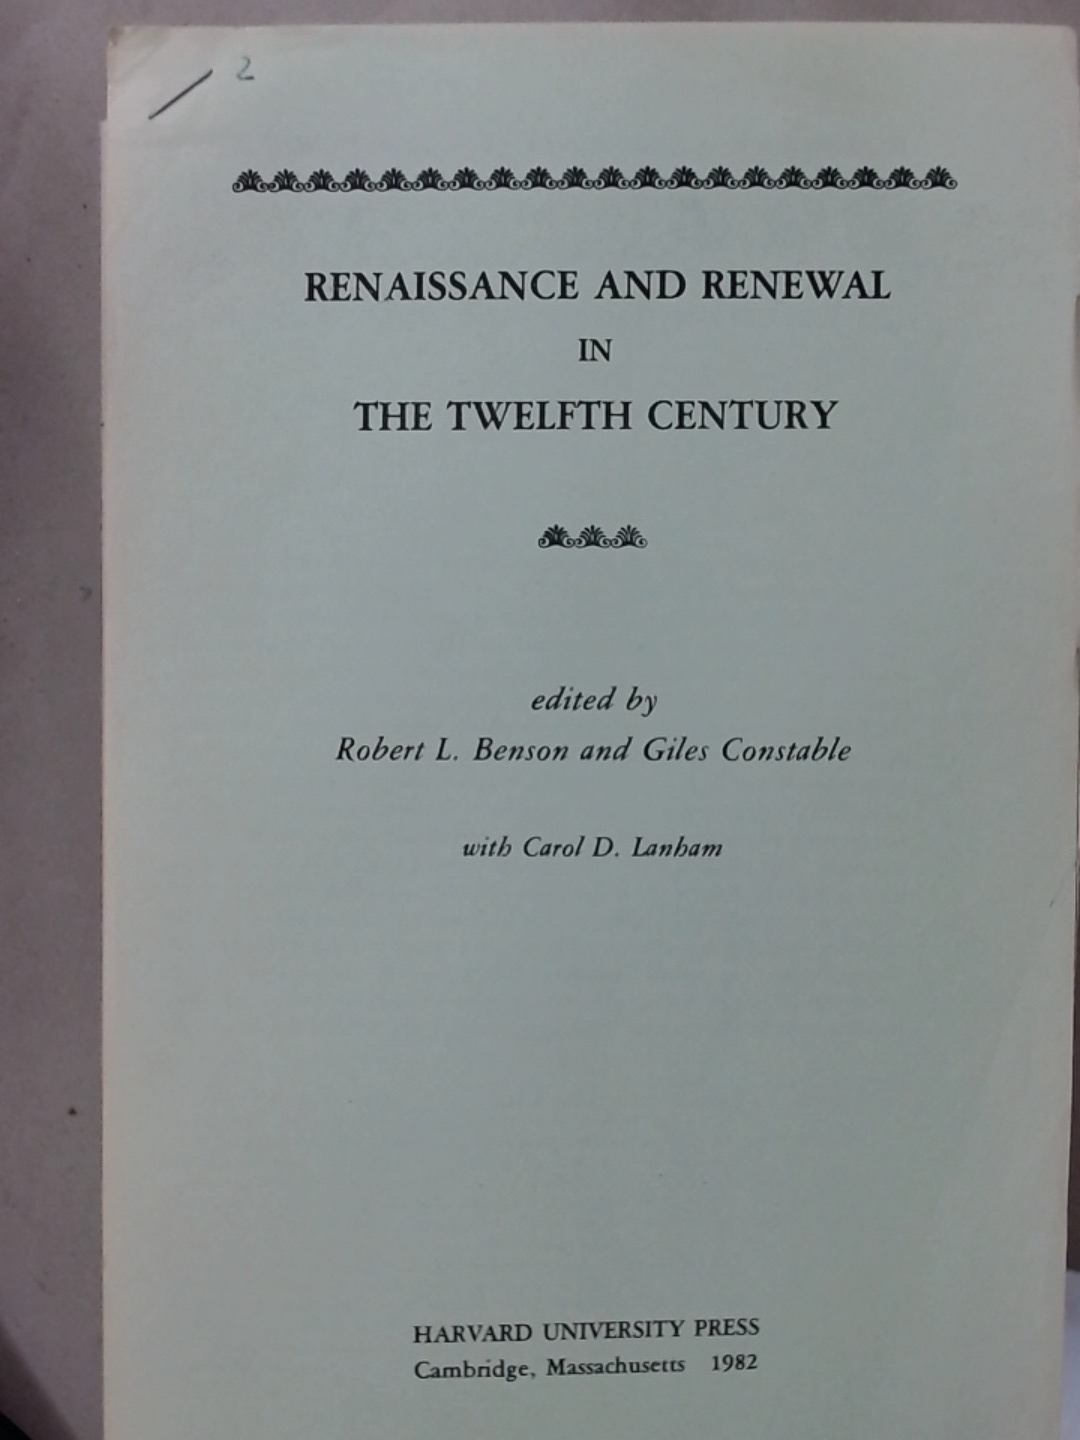 2
RENAISSANCE AND RENEWAL
IN
THE TWELFTH CENTURY
edited by
Robert L. Benson and Giles Constable
with Carol D. Lanham
HARVARD UNIVERSITY PRESS
Cambridge, Massachusetts 1982